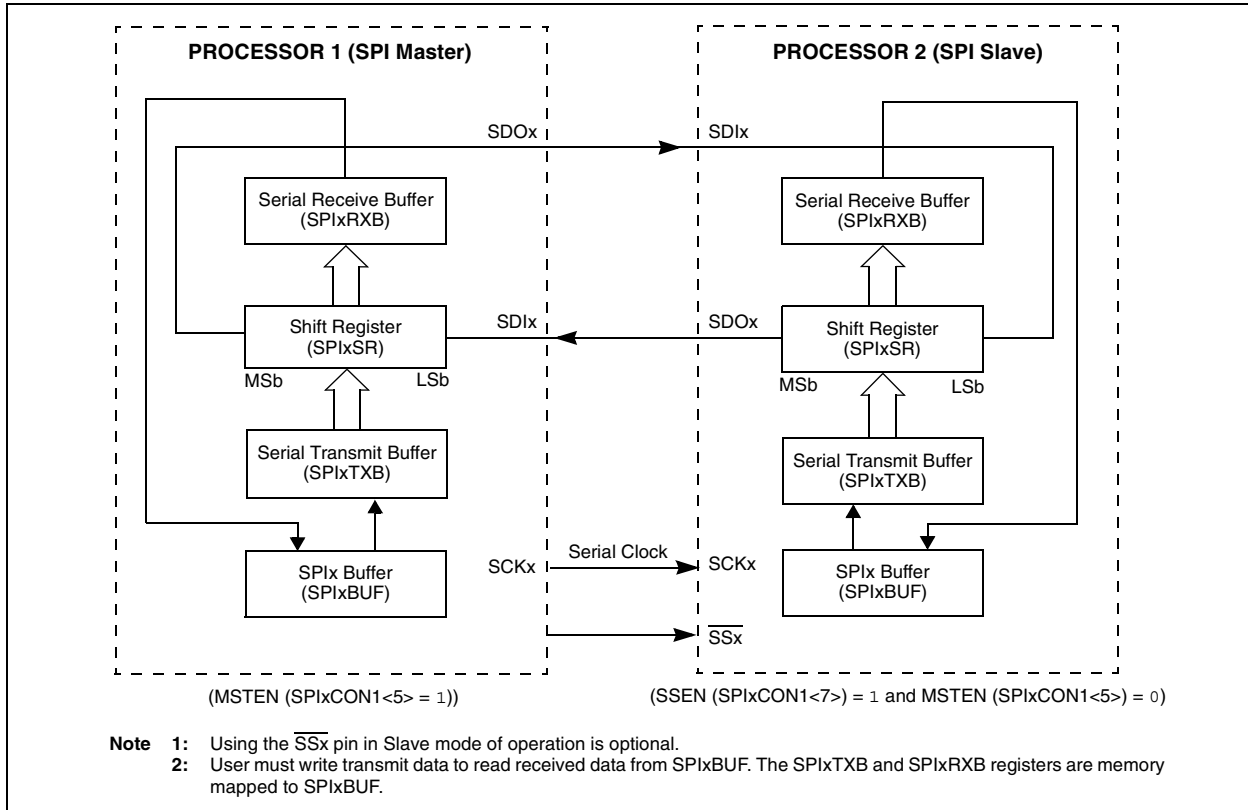 PROCESSOR 1 (SPI Master)
PROCESSOR 2 (SPI Slave)
SDOx
SDIx
Serial Receive Buffer
(SPIxRXB)
Serial Receive Buffer
(SPIxRXB)
Shift Register
(SPIxSR)
SDIx
SDOx
Shift Register
(SPIxSR)
MSb
LSb
MSb
LSb
Serial Transmit Buffer
(SPIxTXB)
Serial Transmit Buffer
(SPIxTXB)
SPIx Buffer
(SPIxBUF)
SCKx
Serial Clock
SCKx
SPIx Buffer
(SPIxBUF)
SSx
(MSTEN (SPIxCON1<5> = 1))
(SSEN (SPIxCON1<7>) = 1 and MSTEN (SPIxCON1<5>) = 0)
Note 1: Using the SSx pin in Slave mode of operation is optional.
2: User must write transmit data to read received data from SPIxBUF. The SPIxTXB and SPIxRXB registers are memory
mapped to SPIxBUF.